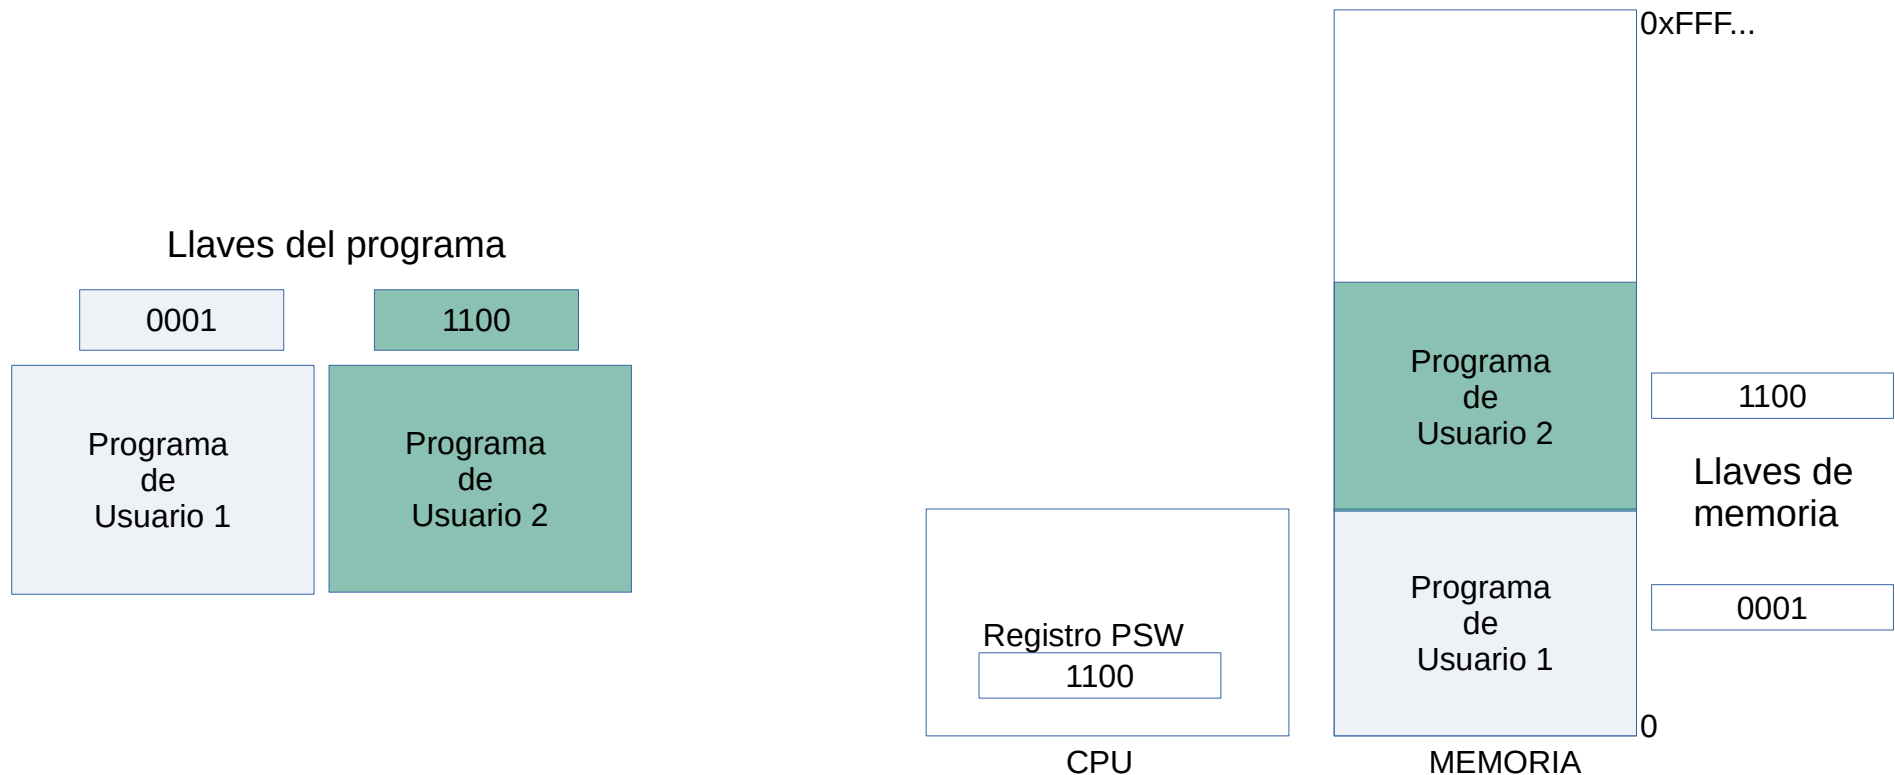 Llaves del programa
0001
1100
Programa
de
Usuario 1
Programa
de
Usuario 2
Registro PSW
1100
CPU
0xFFF...
Programa
de
Usuario 2
Programa
de
Usuario 1
0
MEMORIA
1100
Llaves de
memoria
0001